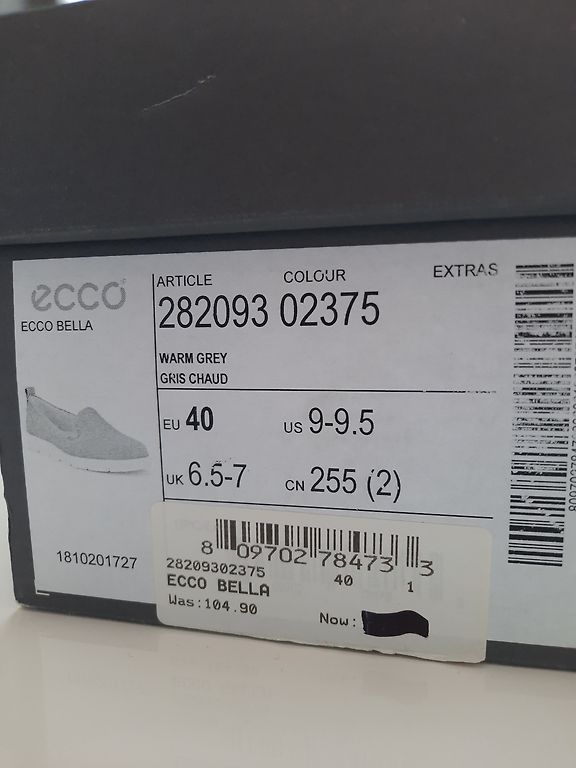 ecco
ECCO BELLA
ARTICLE COLOUR EXTRAS
282093 02375
WARM GREY
GRIS CHAUD
EU 40 US 9-9.5
UK 6.5-7 CN 255 (2)
1810201727
8 09702 78473 3
28209302375 40 1
ECCO BELLA
Was:104.90
Now: